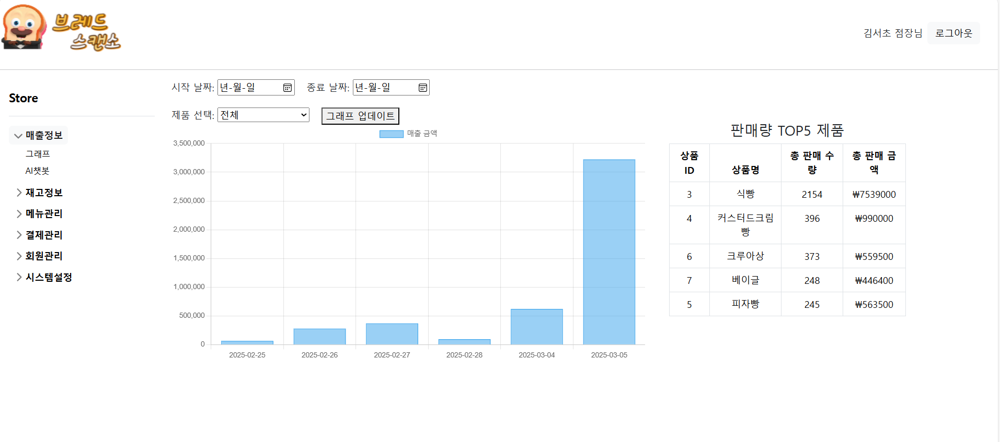 브레드
스캔소
김서초 점장님 로그아웃
Store
매출정보
그래프
AI챗봇
재고정보
메뉴관리
결제관리
회원관리
시스템설정
시작 날짜: 년-월-일 종료 날짜: 년-월-일
제품 선택: 전체 그래프 업데이트
매출 금액
3,500,000
3,000,000
2,500,000
2,000,000
1,500,000
1,000,000
500,000
0
2025-02-25 2025-02-26 2025-02-27 2025-02-28 2025-03-04 2025-03-05
판매량 TOP5 제품
상품 ID 상품명 총 판매 수량 총 판매 금액
3 식빵 2154 ₩7539000
4 커스터드크림빵 396 ₩990000
6 크루아상 373 ₩559500
7 베이글 248 ₩446400
5 피자빵 245 ₩563500